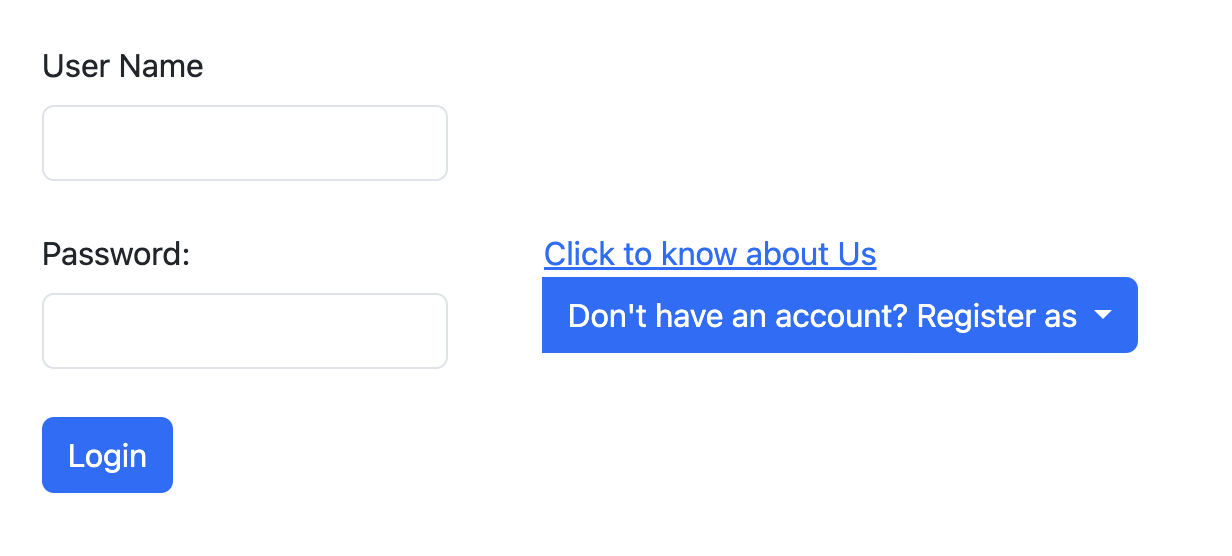 User Name
Password:
Click to know about Us
Don't have an account? Register as
Login